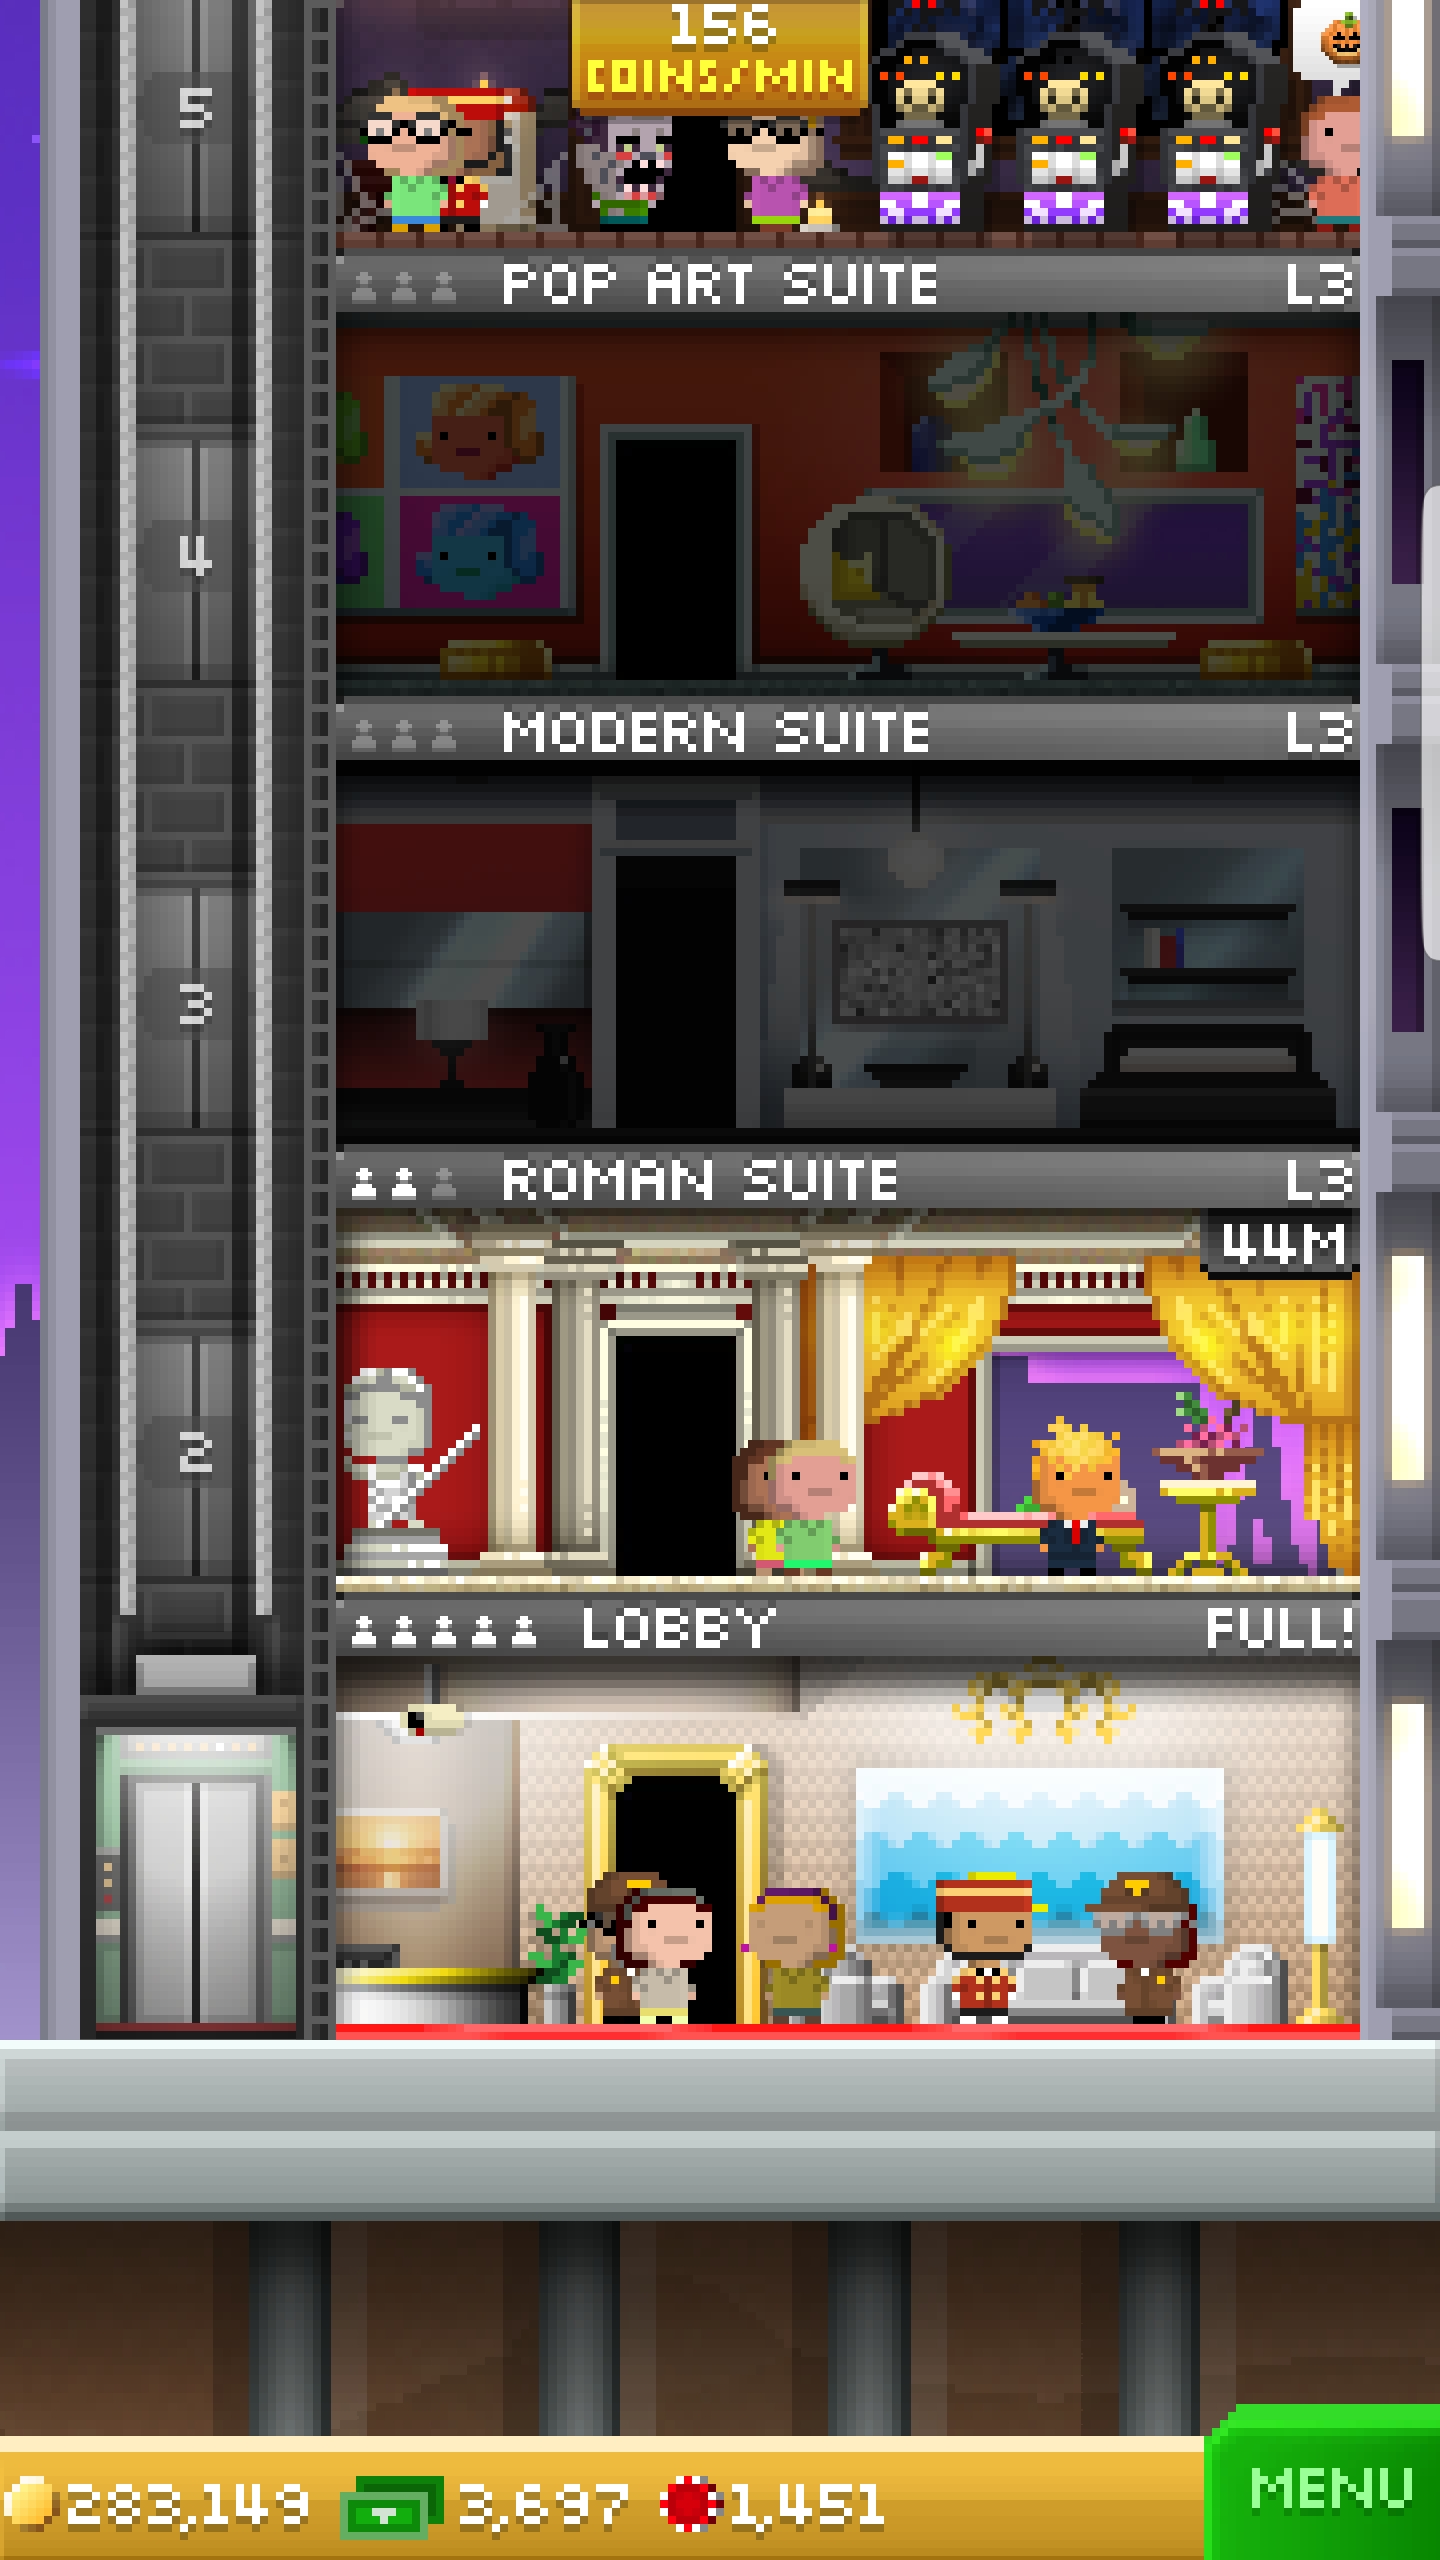 156
COINS/MIN
5
POP ART SUITE L3
4
MODERN SUITE L3
3
ROMAN SUITE L3
44M
2
LOBBY FULL!
283,149 3,697 1,451
MENU